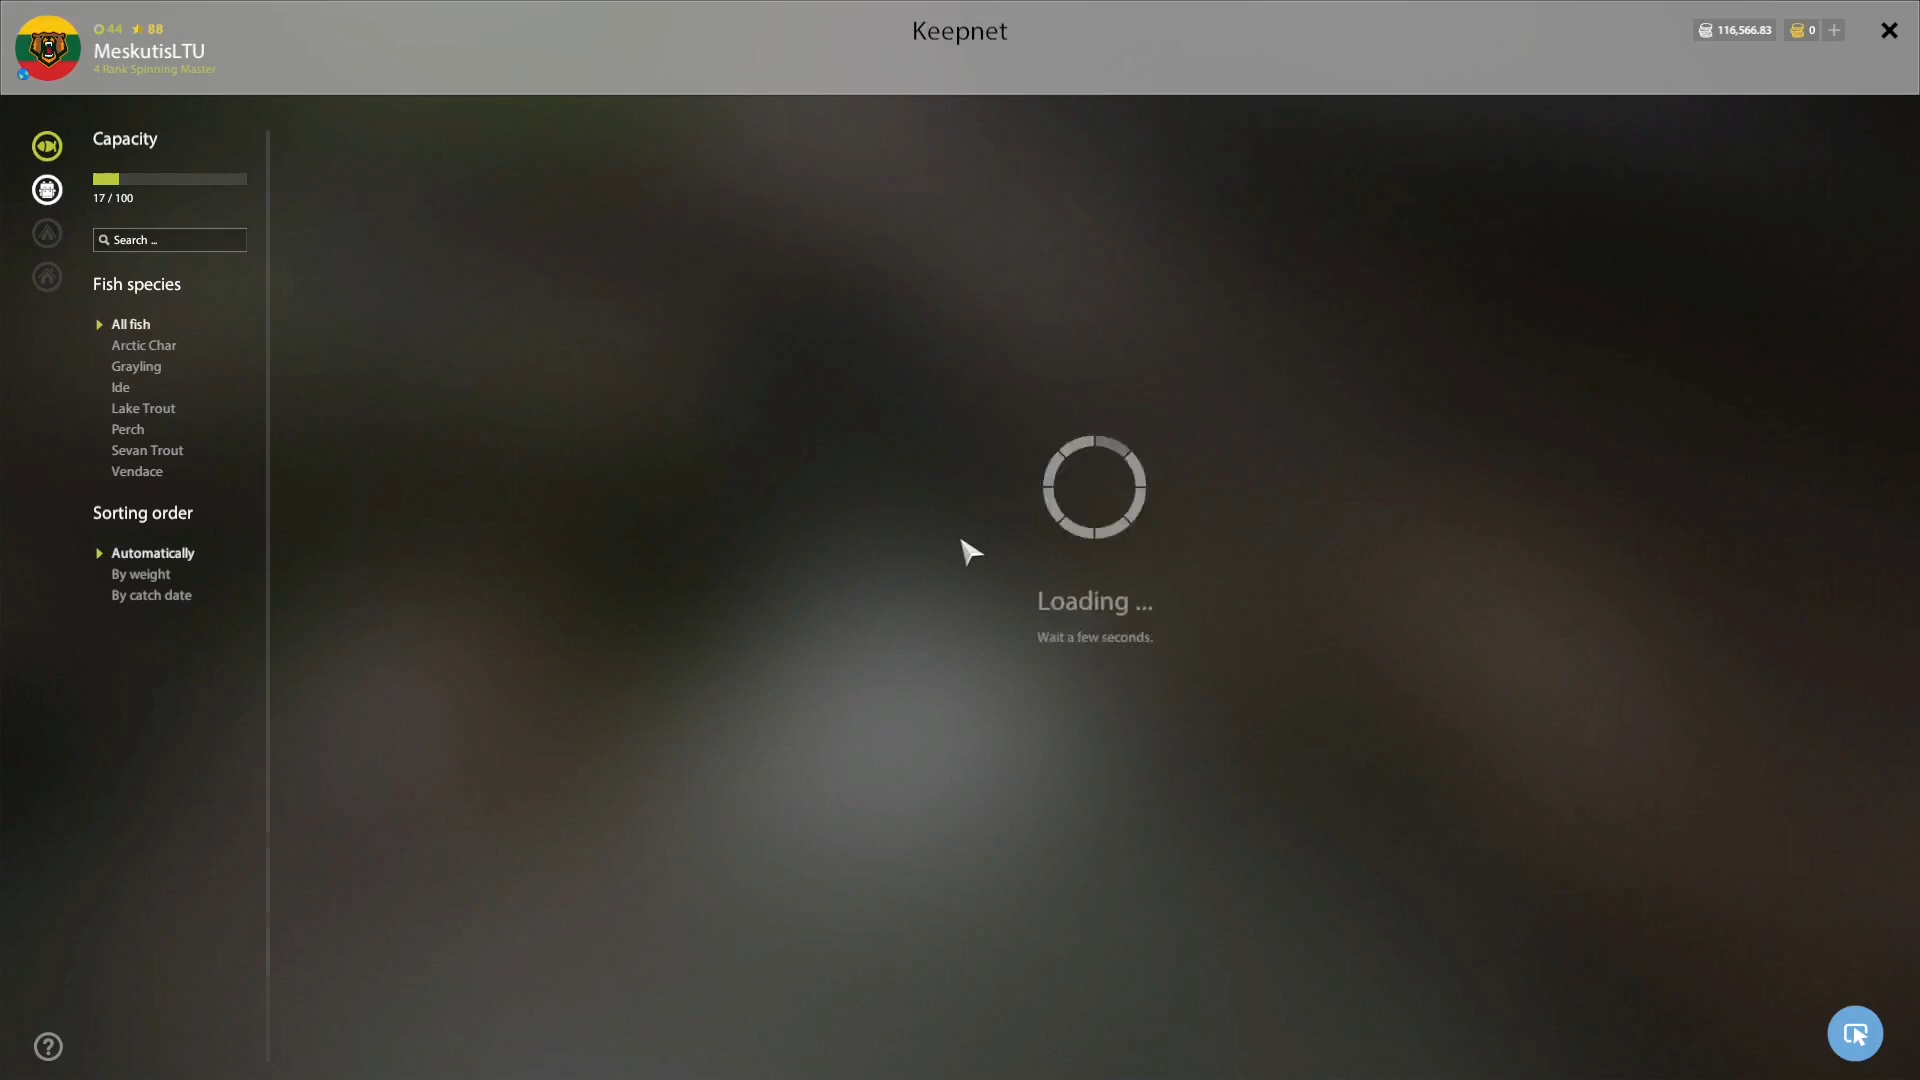 44 88
MeskutisLTU
4 Rank Spinning Master
Keepnet
116,566.83
0
Capacity
17 / 100
Search ...
Fish species
All fish
Arctic Char
Grayling
Ide
Lake Trout
Perch
Sevan Trout
Vendace
Sorting order
Automatically
By weight
By catch date
Loading ...
Wait a few seconds.